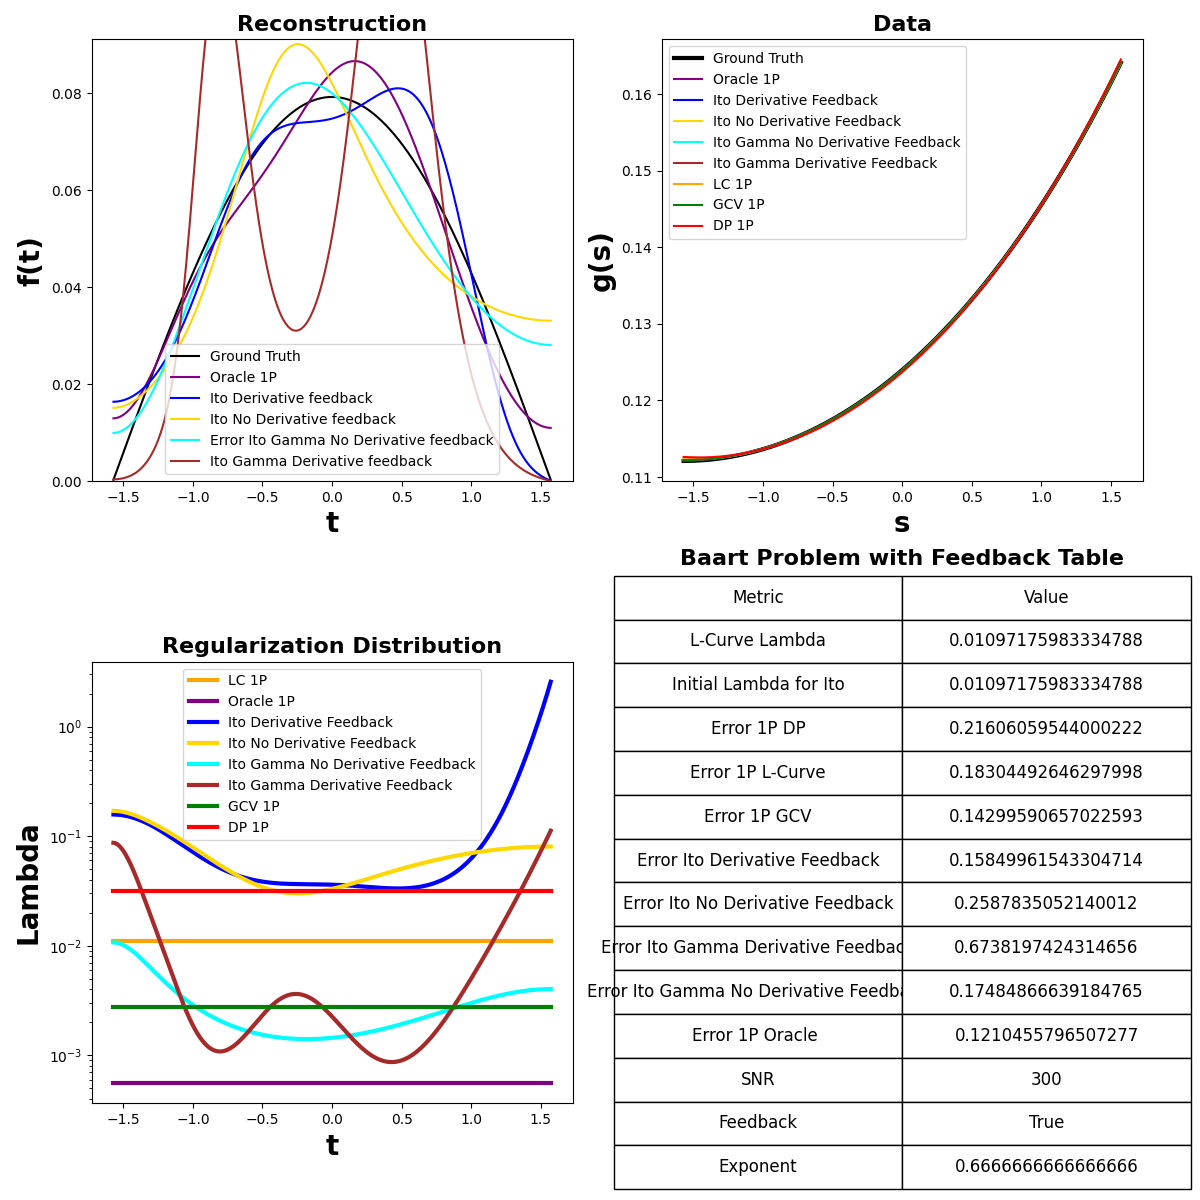 Reconstruction
f(t)
0.08
0.06
0.04
0.02
0.00
Ground Truth
Oracle 1P
Ito Derivative feedback
Ito No Derivative feedback
Error Ito Gamma No Derivative feedback
Ito Gamma Derivative feedback
−1.5 −1.0 −0.5 0.0 0.5 1.0 1.5
t
Data
g(s)
0.16
0.15
0.14
0.13
0.12
0.11
Ground Truth
Oracle 1P
Ito Derivative Feedback
Ito No Derivative Feedback
Ito Gamma No Derivative Feedback
Ito Gamma Derivative Feedback
LC 1P
GCV 1P
DP 1P
−1.5 −1.0 −0.5 0.0 0.5 1.0 1.5
s
Regularization Distribution
Lambda
10⁰
10⁻¹
10⁻²
10⁻³
LC 1P
Oracle 1P
Ito Derivative Feedback
Ito No Derivative Feedback
Ito Gamma No Derivative Feedback
Ito Gamma Derivative Feedback
GCV 1P
DP 1P
−1.5 −1.0 −0.5 0.0 0.5 1.0 1.5
t
Baart Problem with Feedback Table
Metric Value
L-Curve Lambda 0.01097175983334788
Initial Lambda for Ito 0.01097175983334788
Error 1P DP 0.21606059544000222
Error 1P L-Curve 0.18304492646297998
Error 1P GCV 0.14299590657022593
Error Ito Derivative Feedback 0.15849961543304714
Error Ito No Derivative Feedback 0.2587835052140012
Error Ito Gamma Derivative Feedbac 0.6738197424314656
Error Ito Gamma No Derivative Feedba 0.17484866639184765
Error 1P Oracle 0.1210455796507277
SNR 300
Feedback True
Exponent 0.6666666666666666